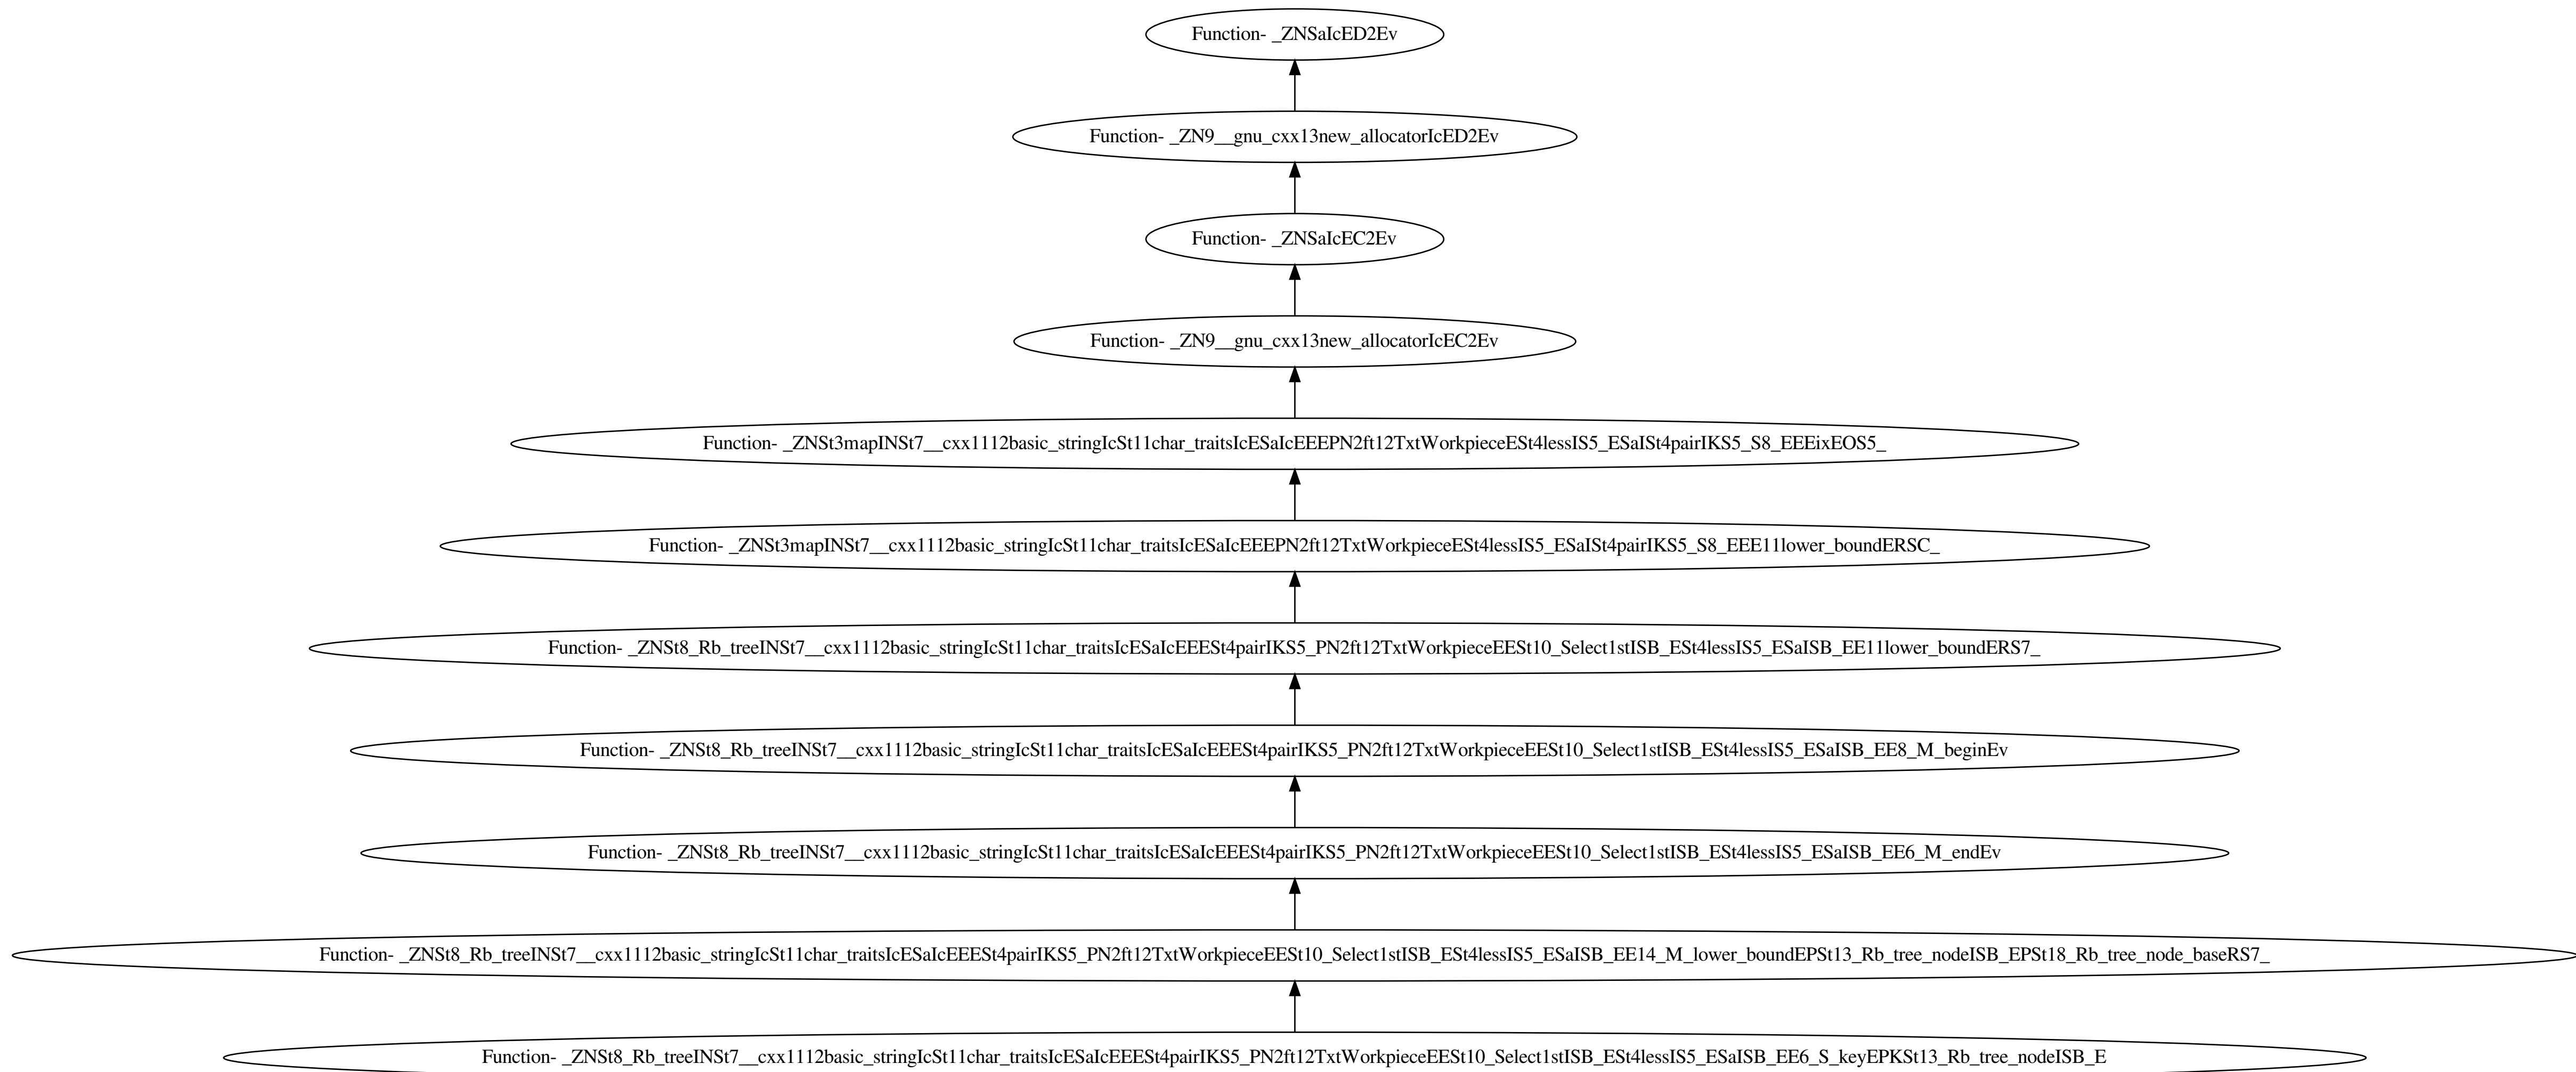 Function- _ZNSaIcED2Ev
Function- _ZN9__gnu_cxx13new_allocatorIcED2Ev
Function- _ZNSaIcEC2Ev
Function- _ZN9__gnu_cxx13new_allocatorIcEC2Ev
Function- _ZNSt3mapINSt7__cxx1112basic_stringIcSt11char_traitsIcESaIcEEEPN2ft12TxtWorkpieceESt4lessIS5_ESaISt4pairIKS5_S8_EEEixEOS5_
Function- _ZNSt3mapINSt7__cxx1112basic_stringIcSt11char_traitsIcESaIcEEEPN2ft12TxtWorkpieceESt4lessIS5_ESaISt4pairIKS5_S8_EEE11lower_boundERSC_
Function- _ZNSt8_Rb_treeINSt7__cxx1112basic_stringIcSt11char_traitsIcESaIcEEESt4pairIKS5_PN2ft12TxtWorkpieceEESt10_Select1stISB_ESt4lessIS5_ESaISB_EE11lower_boundERS7_
Function- _ZNSt8_Rb_treeINSt7__cxx1112basic_stringIcSt11char_traitsIcESaIcEEESt4pairIKS5_PN2ft12TxtWorkpieceEESt10_Select1stISB_ESt4lessIS5_ESaISB_EE8_M_beginEv
Function- _ZNSt8_Rb_treeINSt7__cxx1112basic_stringIcSt11char_traitsIcESaIcEEESt4pairIKS5_PN2ft12TxtWorkpieceEESt10_Select1stISB_ESt4lessIS5_ESaISB_EE6_M_endEv
Function- _ZNSt8_Rb_treeINSt7__cxx1112basic_stringIcSt11char_traitsIcESaIcEEESt4pairIKS5_PN2ft12TxtWorkpieceEESt10_Select1stISB_ESt4lessIS5_ESaISB_EE14_M_lower_boundEPSt13_Rb_tree_nodeISB_EPSt18_Rb_tree_node_baseRS7_
Function- _ZNSt8_Rb_treeINSt7__cxx1112basic_stringIcSt11char_traitsIcESaIcEEESt4pairIKS5_PN2ft12TxtWorkpieceEESt10_Select1stISB_ESt4lessIS5_ESaISB_EE6_S_keyEPKSt13_Rb_tree_nodeISB_E